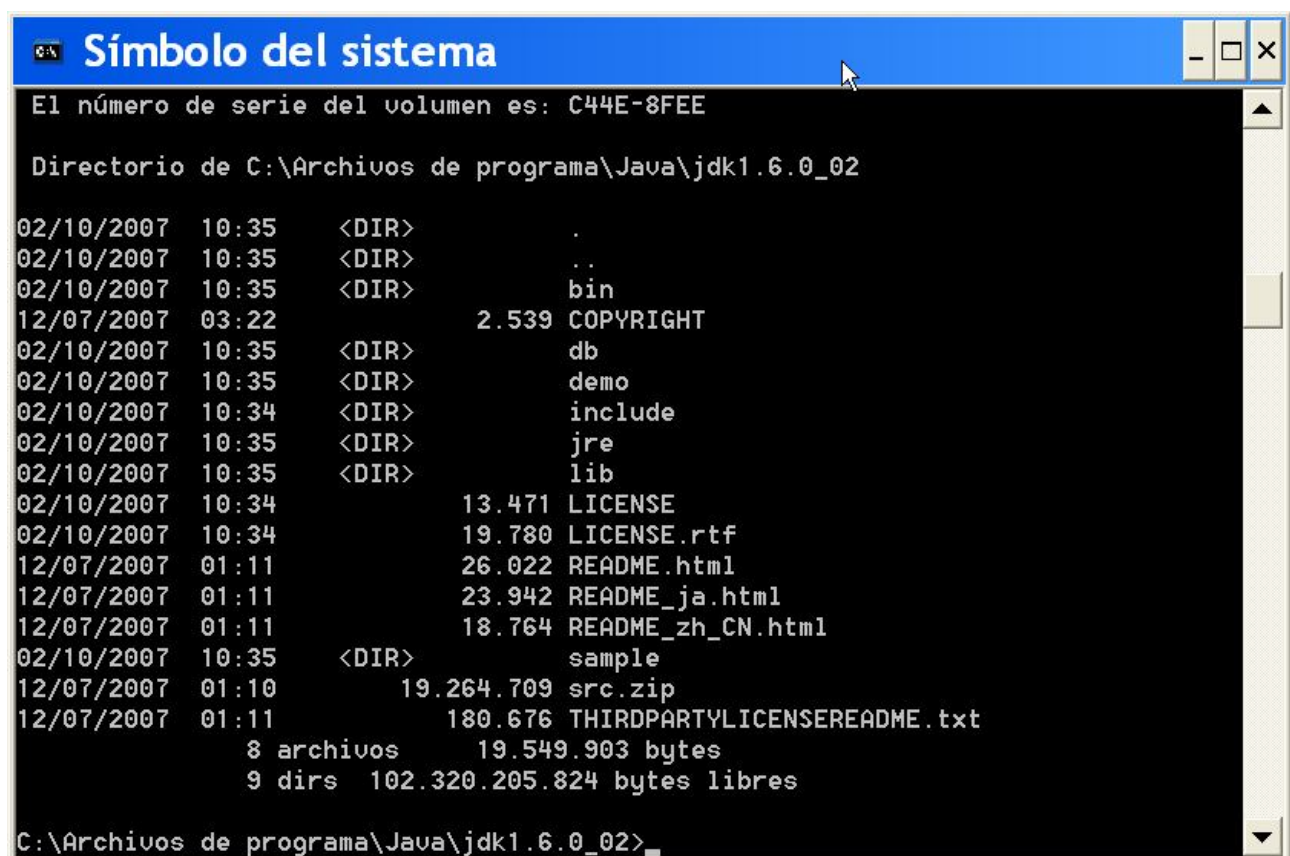 Símbolo del sistema
El número de serie del volumen es: C44E-8FEE
Directorio de C:\Archivos de programa\Java\jdk1.6.0_02
02/10/2007 10:35 <DIR> .
02/10/2007 10:35 <DIR> ..
02/10/2007 10:35 <DIR> bin
12/07/2007 03:22 2.539 COPYRIGHT
02/10/2007 10:35 <DIR> db
02/10/2007 10:35 <DIR> demo
02/10/2007 10:34 <DIR> include
02/10/2007 10:35 <DIR> jre
02/10/2007 10:35 <DIR> lib
02/10/2007 10:34 13.471 LICENSE
02/10/2007 10:34 19.780 LICENSE.rtf
12/07/2007 01:11 26.022 README.html
12/07/2007 01:11 23.942 README_ja.html
12/07/2007 01:11 18.764 README_zh_CN.html
02/10/2007 10:35 <DIR> sample
12/07/2007 01:10 19.264.709 src.zip
12/07/2007 01:11 180.676 THIRDPARTYLICENSEREADME.txt
8 archivos 19.549.903 bytes
9 dirs 102.320.205.824 bytes libres
C:\Archivos de programa\Java\jdk1.6.0_02>_